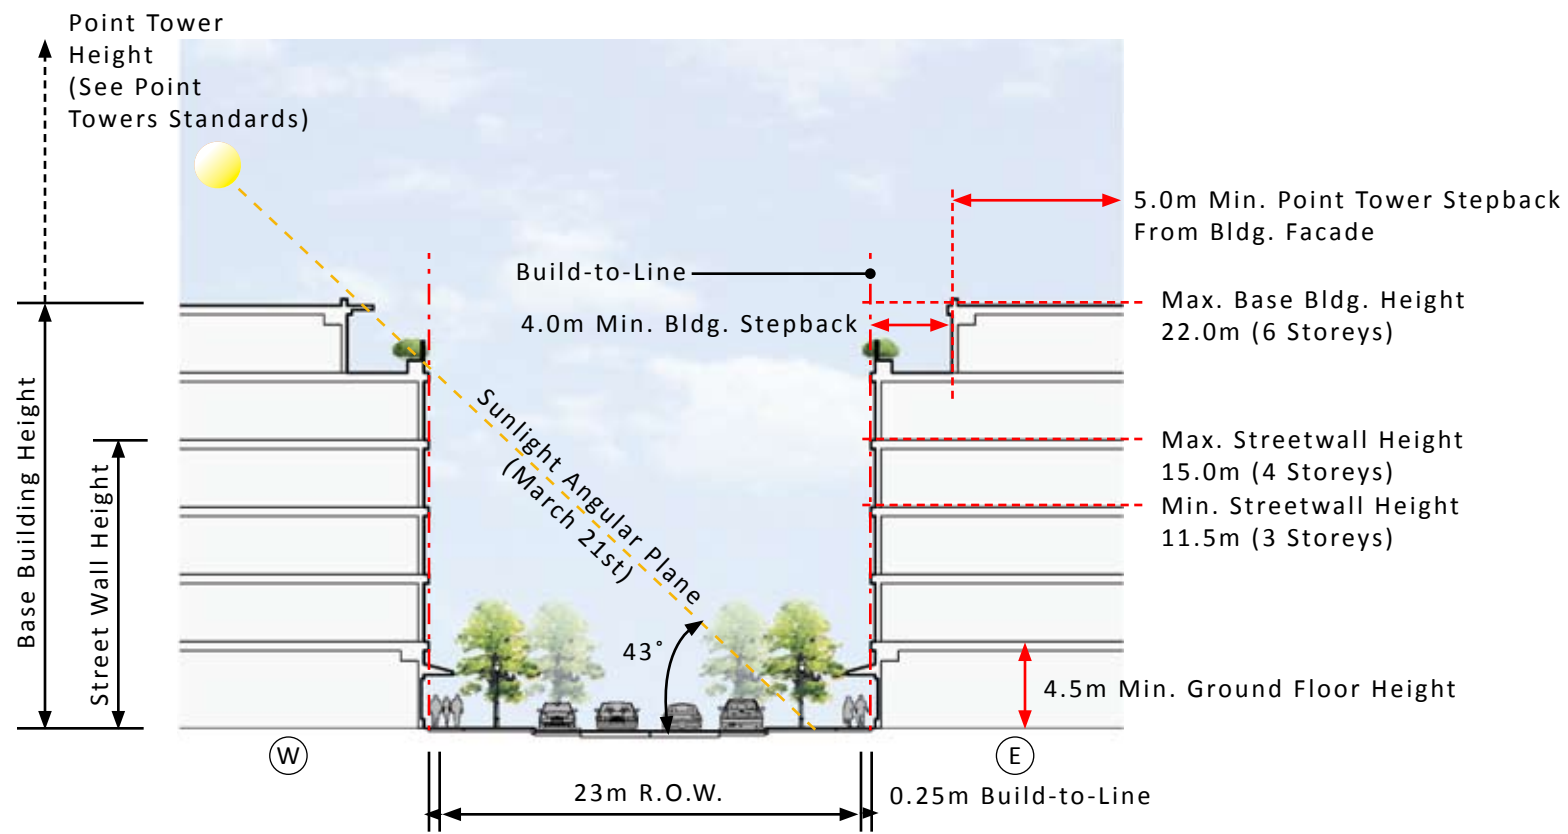 Point Tower
Height
(See Point
Towers Standards)
5.0m Min. Point Tower Stepback
From Bldg. Facade
Build-to-Line
4.0m Min. Bldg. Stepback
Max. Base Bldg. Height
22.0m (6 Storeys)
Base Building Height
Street Wall Height
Sunlight Angular Plane
(March 21st)
Max. Streetwall Height
15.0m (4 Storeys)
Min. Streetwall Height
11.5m (3 Storeys)
43°
4.5m Min. Ground Floor Height
W
E
23m R.O.W.
0.25m Build-to-Line